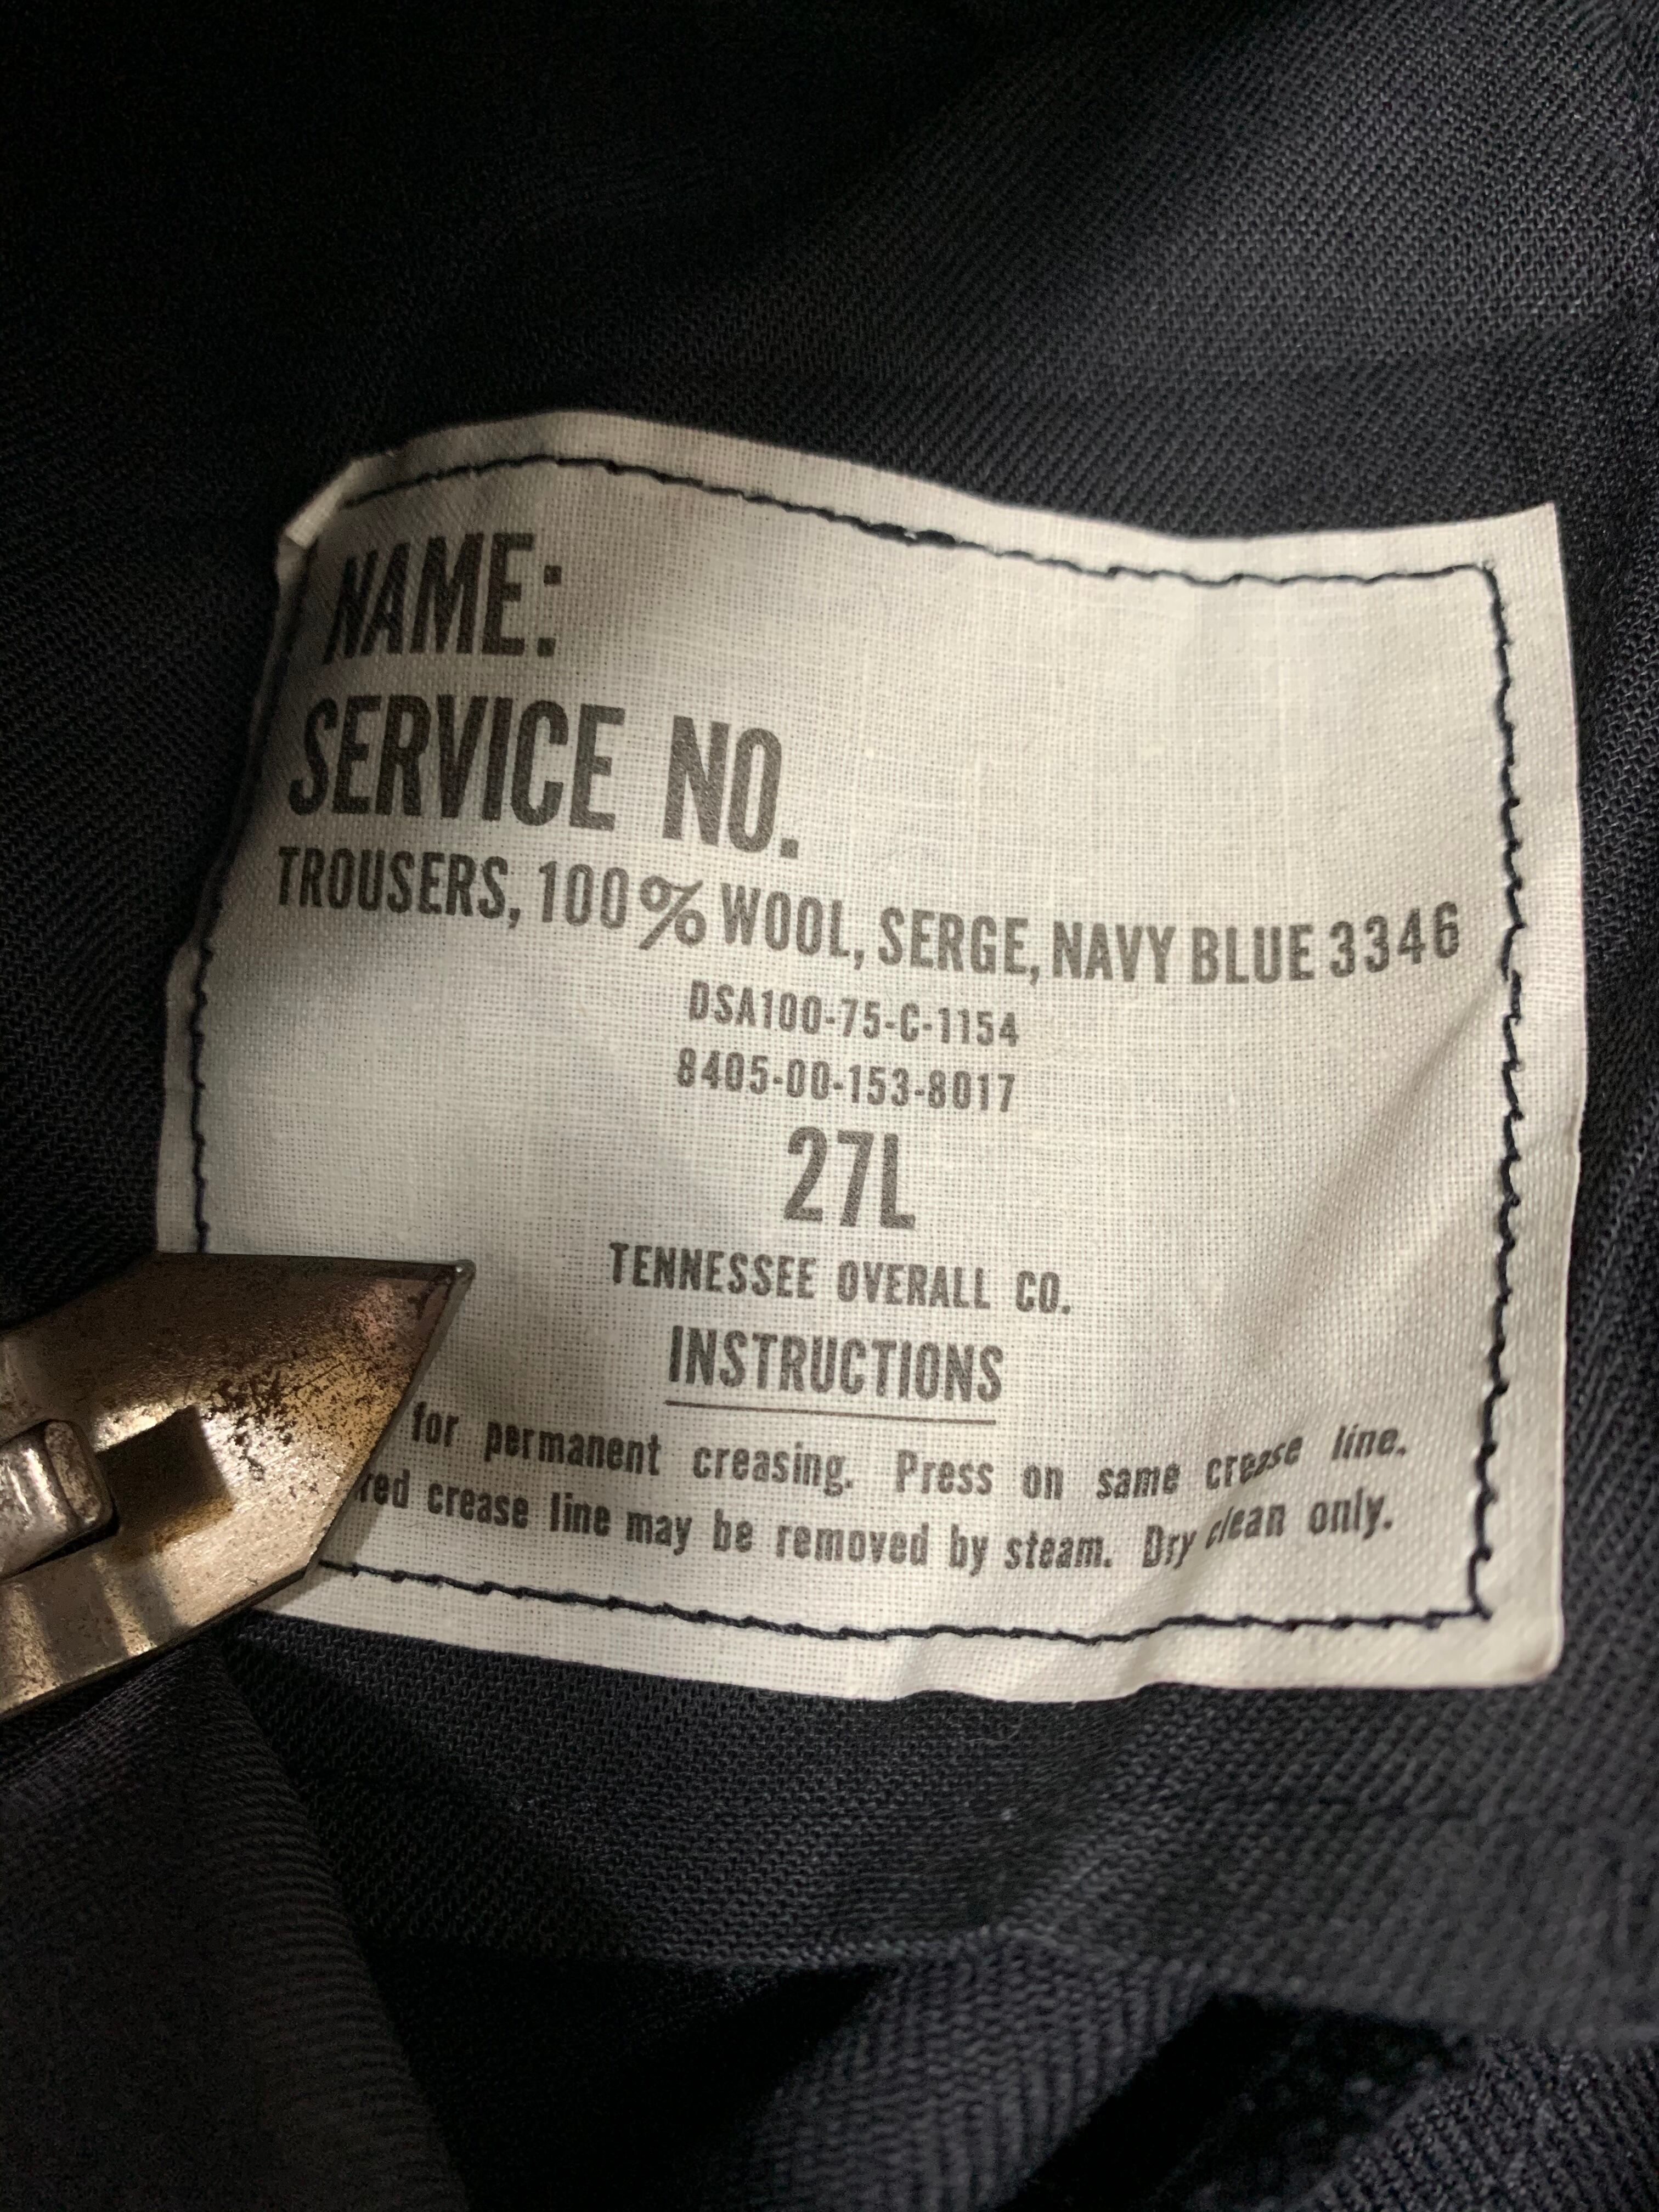 NAME:
SERVICE NO.
TROUSERS, 100% WOOL, SERGE, NAVY BLUE 3346
DSA100-75-C-1154
8405-00-153-8017
27L
TENNESSEE OVERALL CO.
INSTRUCTIONS
for permanent creasing. Press on same crease line.
crease line may be removed by steam. Dry clean only.